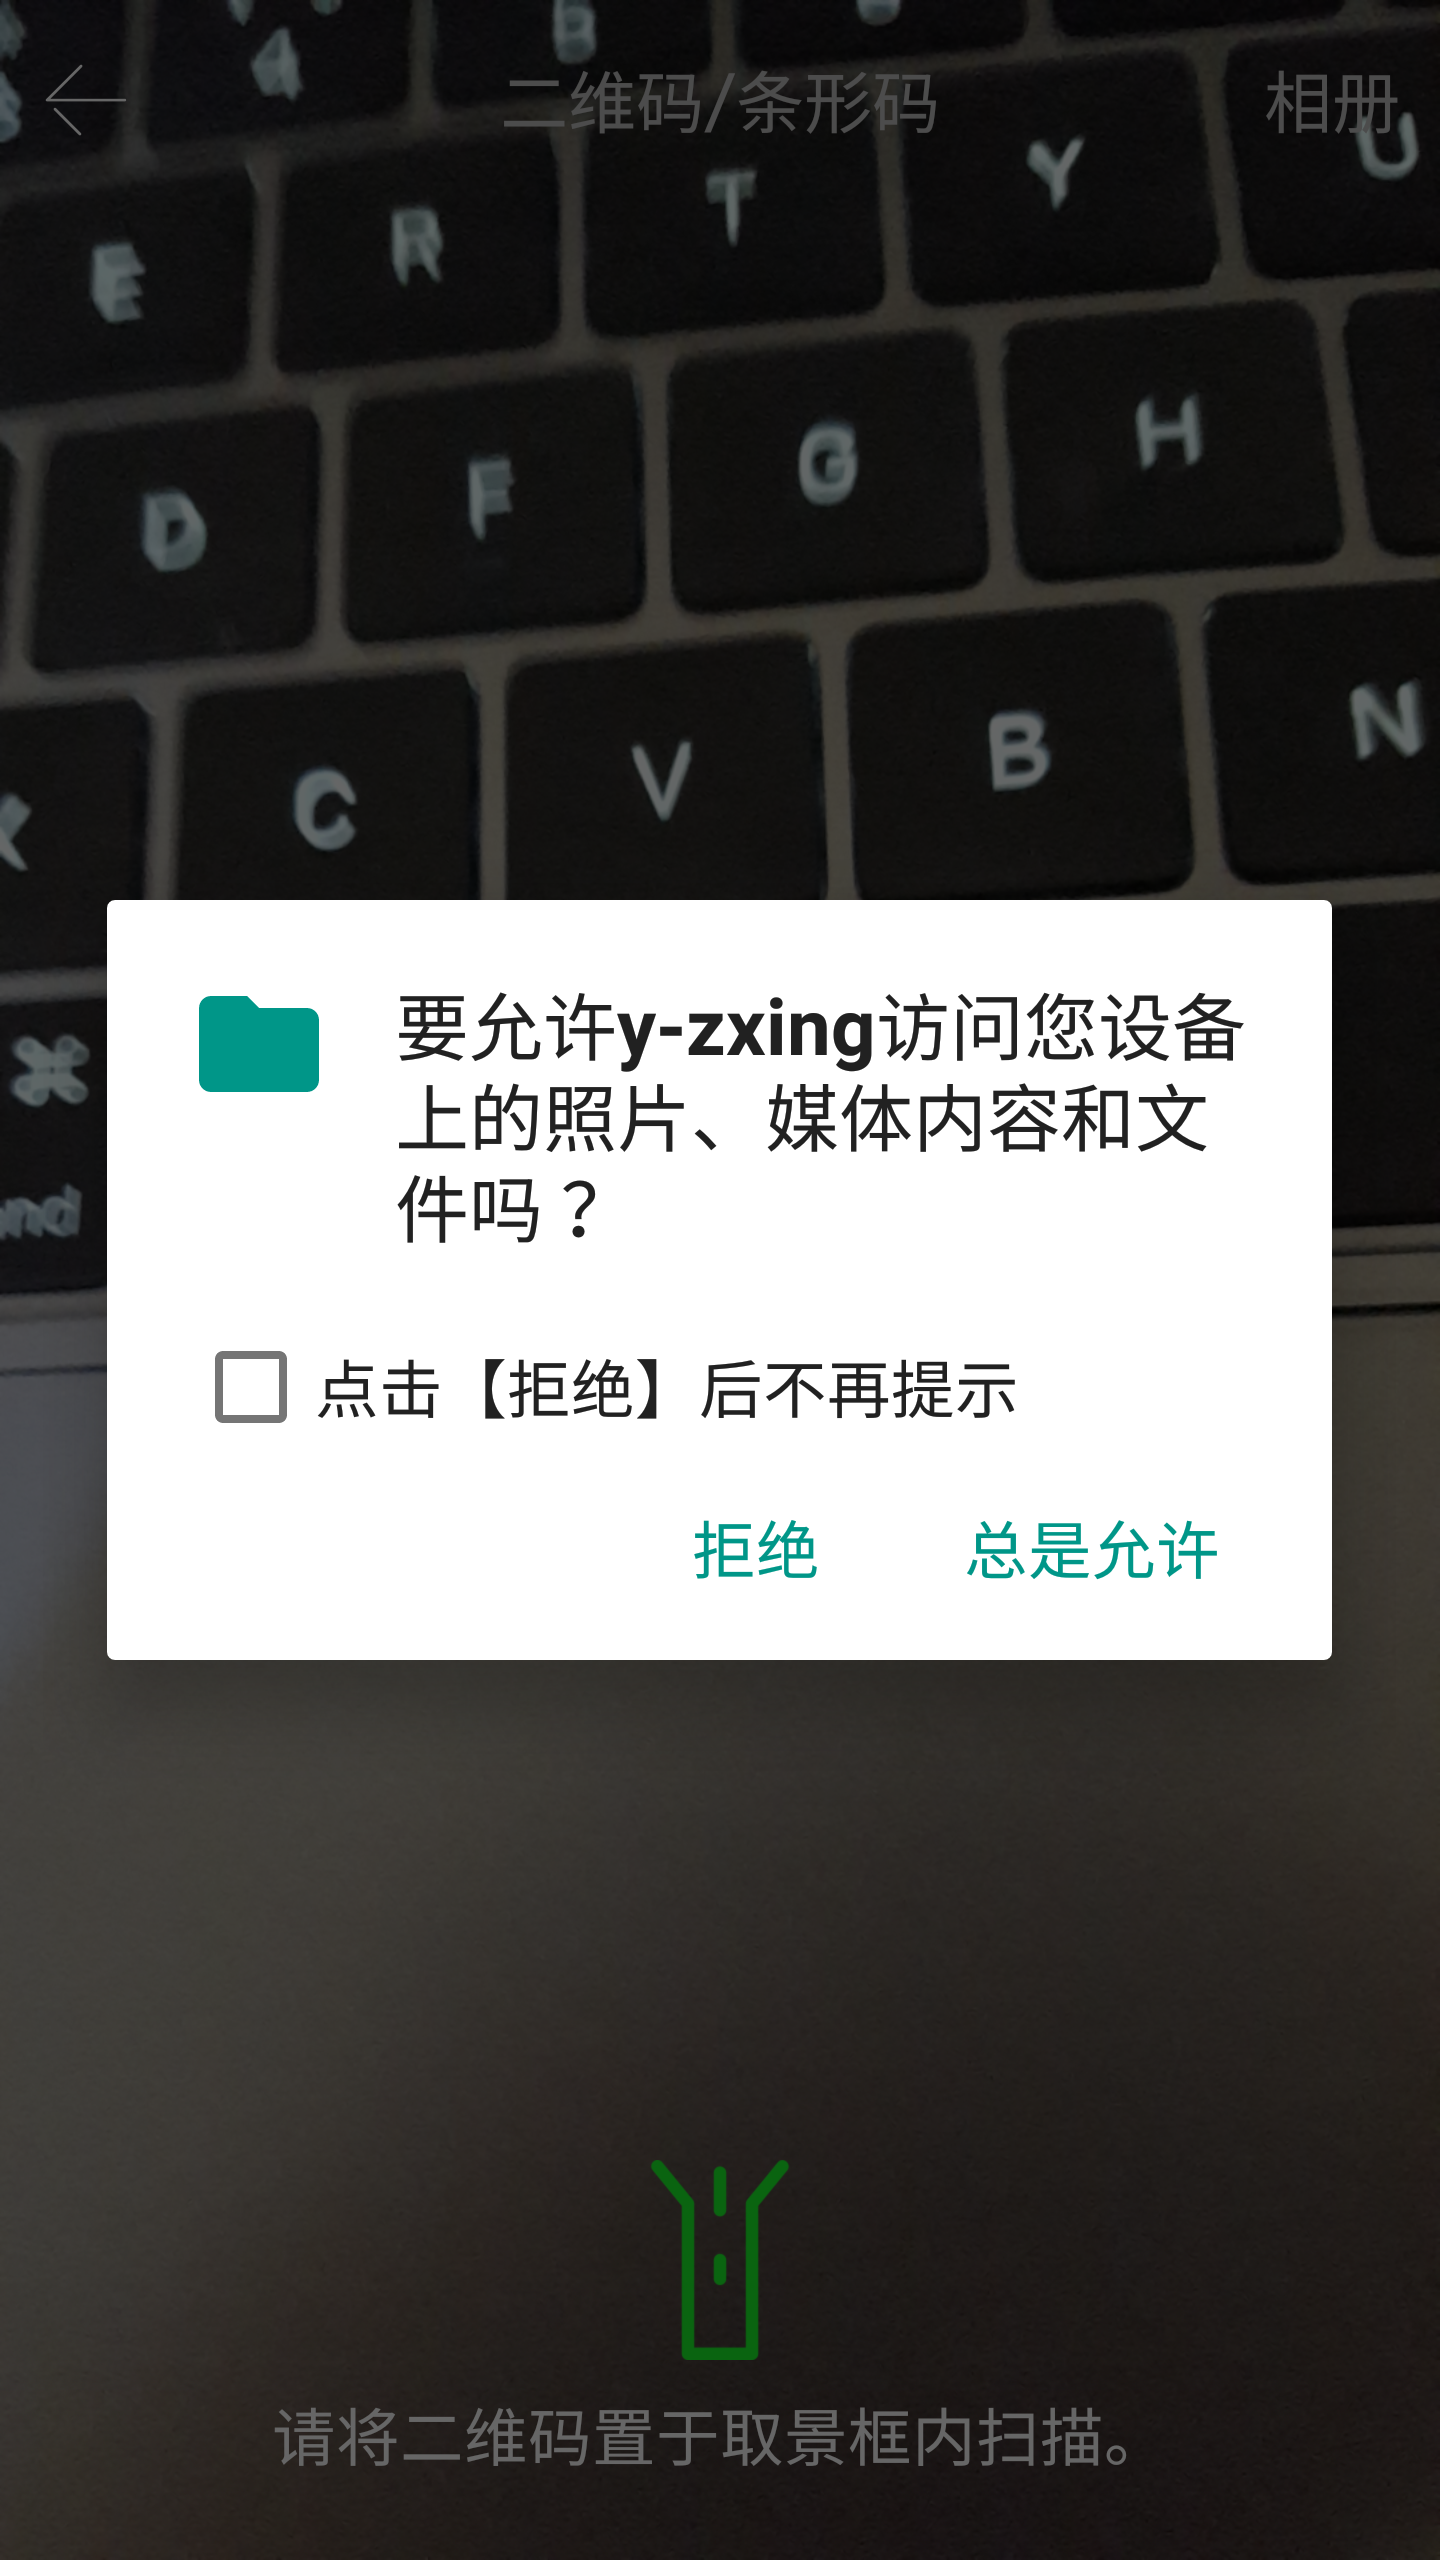 4
二维码/条形码
相册
E R T Y U
D F G H
C V B N
⌘
要允许y-zxing访问您设备
上的照片、媒体内容和文
件吗？
点击【拒绝】后不再提示
拒绝
总是允许
请将二维码置于取景框内扫描。